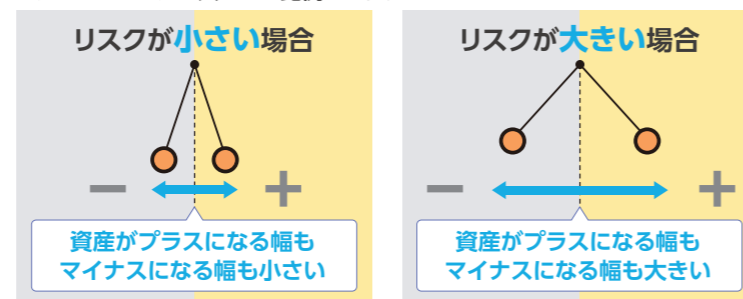 リスクが小さい場合
− +
資産がプラスになる幅も
マイナスになる幅も小さい
リスクが大きい場合
− +
資産がプラスになる幅も
マイナスになる幅も大きい